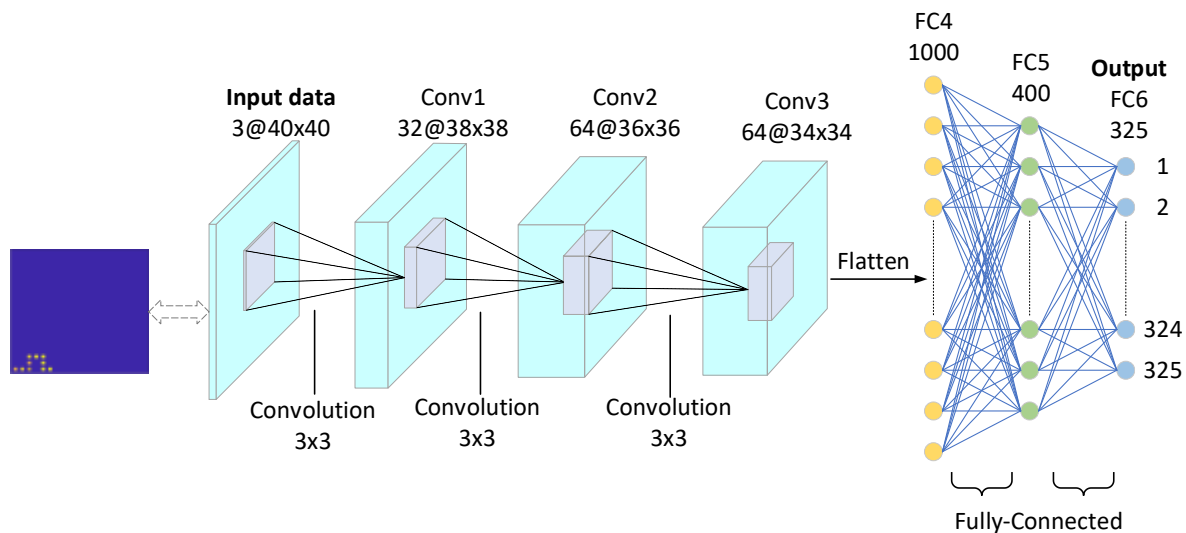 Input data
3@40x40
Conv1
32@38x38
Conv2
64@36x36
Conv3
64@34x34
FC4
1000
FC5
400
Output
FC6
325
1
2
324
325
Flatten
Convolution
3x3
Convolution
3x3
Convolution
3x3
Fully-Connected